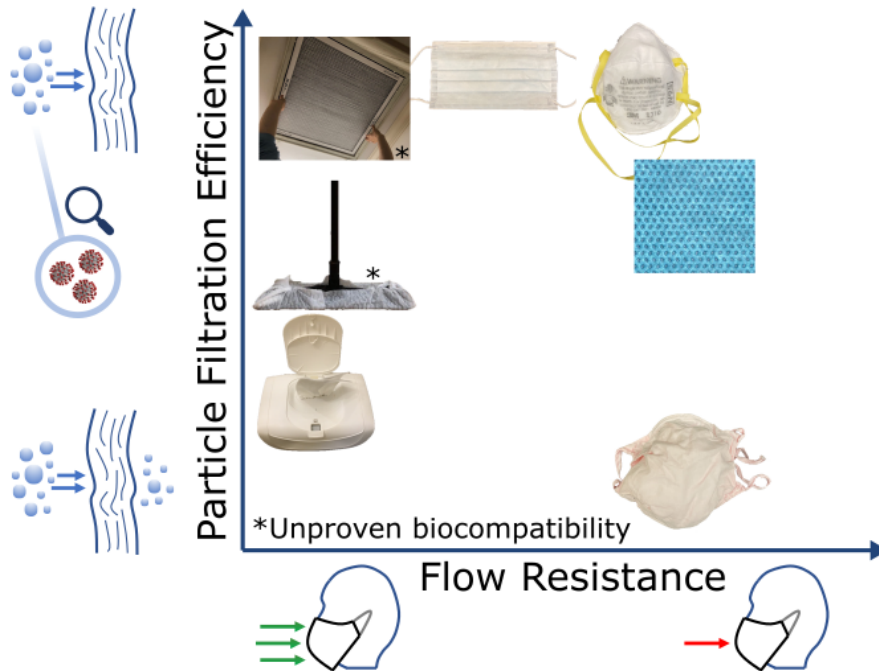 Particle Filtration Efficiency
*
*
*Unproven biocompatibility
Flow Resistance